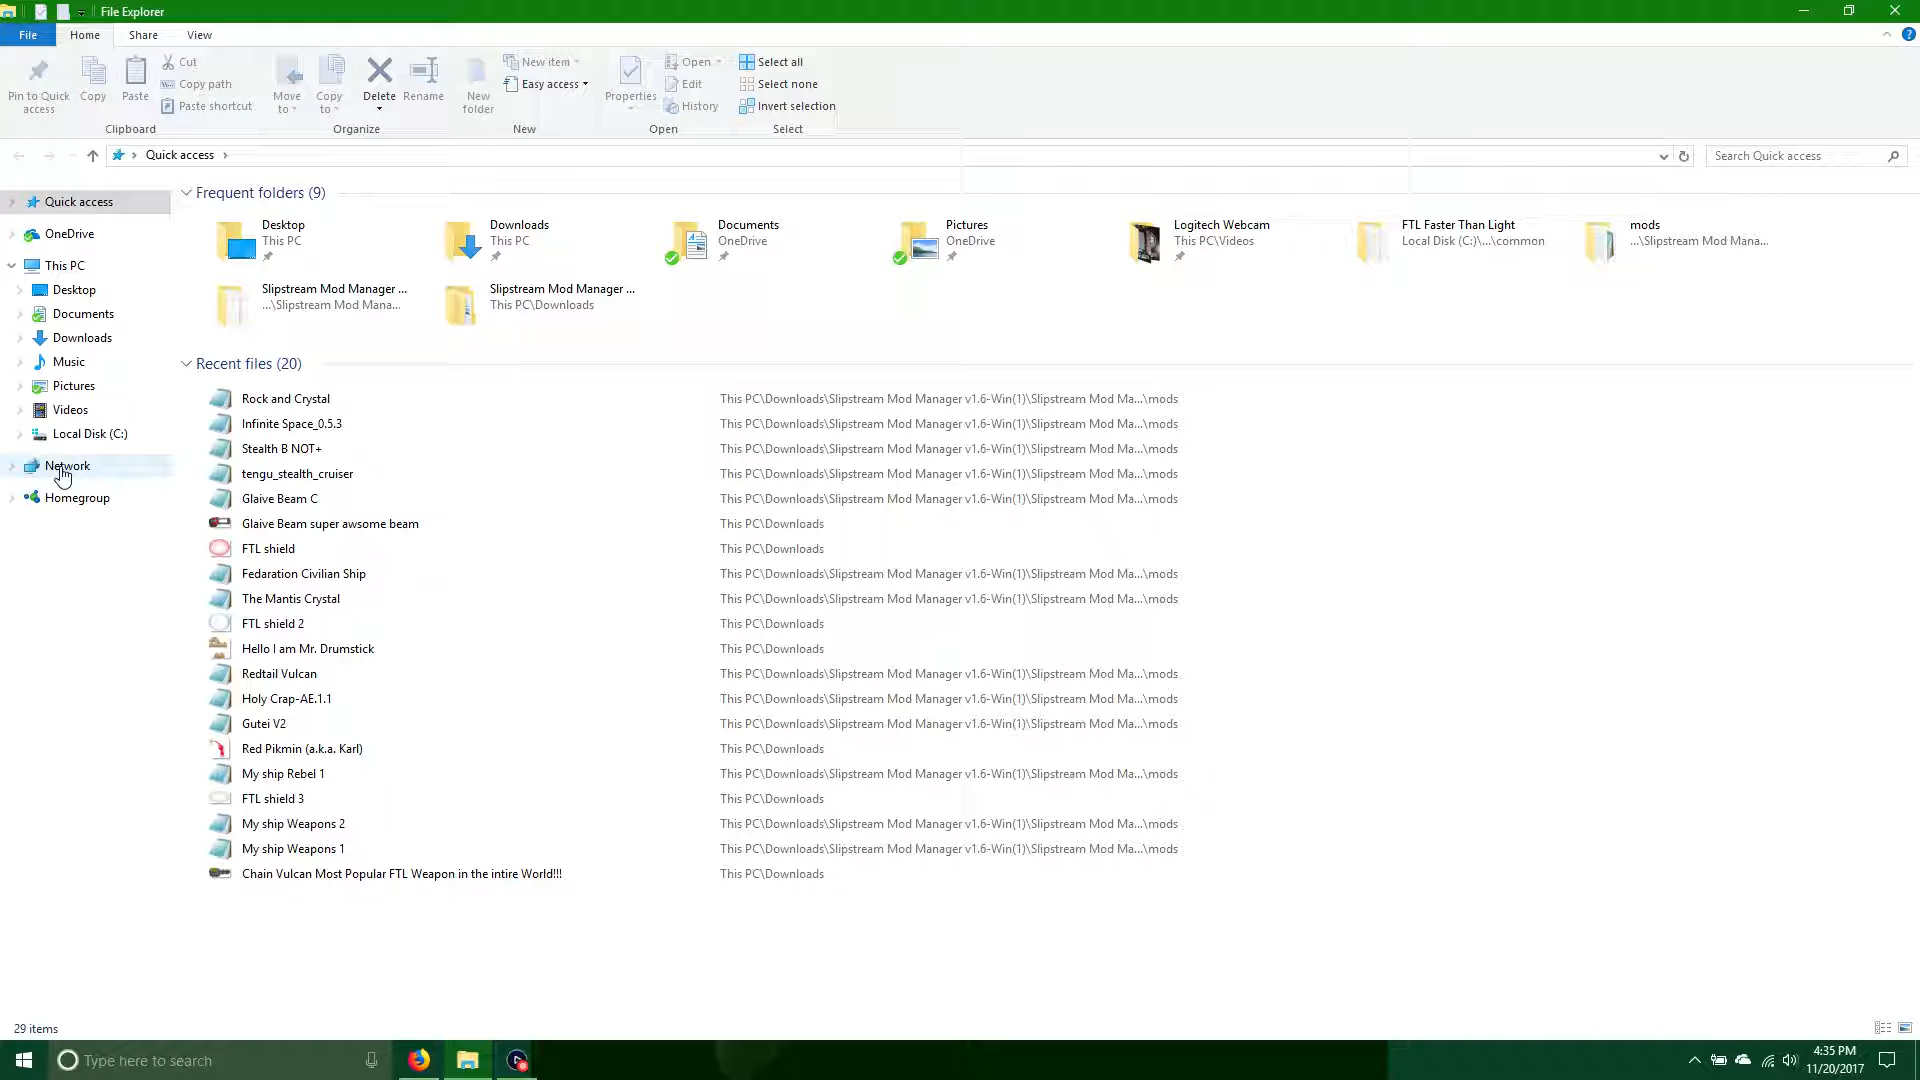 File Explorer
File Home Share View
Pin to Quick access
Copy
Paste
Cut
Copy path
Paste shortcut
Clipboard
Move to
Copy to
Delete
Rename
Organize
New folder
New item
Easy access
New
Properties
Open
Edit
History
Open
Select all
Select none
Invert selection
Select
Quick access
Search Quick access
Quick access
OneDrive
This PC
Desktop
Documents
Downloads
Music
Pictures
Videos
Local Disk (C:)
Network
Homegroup
Frequent folders (9)
Desktop
This PC
Downloads
This PC
Documents
OneDrive
Pictures
OneDrive
Logitech Webcam
This PC\Videos
FTL Faster Than Light
Local Disk (C:)\...\common
mods
...\Slipstream Mod Mana...
Slipstream Mod Manager ...
...\Slipstream Mod Mana...
Slipstream Mod Manager ...
This PC\Downloads
Recent files (20)
Rock and Crystal This PC\Downloads\Slipstream Mod Manager v1.6-Win(1)\Slipstream Mod Ma...\mods
Infinite Space_0.5.3 This PC\Downloads\Slipstream Mod Manager v1.6-Win(1)\Slipstream Mod Ma...\mods
Stealth B NOT+ This PC\Downloads\Slipstream Mod Manager v1.6-Win(1)\Slipstream Mod Ma...\mods
tengu_stealth_cruiser This PC\Downloads\Slipstream Mod Manager v1.6-Win(1)\Slipstream Mod Ma...\mods
Glaive Beam C This PC\Downloads\Slipstream Mod Manager v1.6-Win(1)\Slipstream Mod Ma...\mods
Glaive Beam super awsome beam This PC\Downloads
FTL shield This PC\Downloads
Fedaration Civilian Ship This PC\Downloads\Slipstream Mod Manager v1.6-Win(1)\Slipstream Mod Ma...\mods
The Mantis Crystal This PC\Downloads\Slipstream Mod Manager v1.6-Win(1)\Slipstream Mod Ma...\mods
FTL shield 2 This PC\Downloads
Hello I am Mr. Drumstick This PC\Downloads
Redtail Vulcan This PC\Downloads\Slipstream Mod Manager v1.6-Win(1)\Slipstream Mod Ma...\mods
Holy Crap-AE.1.1 This PC\Downloads\Slipstream Mod Manager v1.6-Win(1)\Slipstream Mod Ma...\mods
Gutei V2 This PC\Downloads\Slipstream Mod Manager v1.6-Win(1)\Slipstream Mod Ma...\mods
Red Pikmin (a.k.a. Karl) This PC\Downloads
My ship Rebel 1 This PC\Downloads\Slipstream Mod Manager v1.6-Win(1)\Slipstream Mod Ma...\mods
FTL shield 3 This PC\Downloads
My ship Weapons 2 This PC\Downloads\Slipstream Mod Manager v1.6-Win(1)\Slipstream Mod Ma...\mods
My ship Weapons 1 This PC\Downloads\Slipstream Mod Manager v1.6-Win(1)\Slipstream Mod Ma...\mods
Chain Vulcan Most Popular FTL Weapon in the intire World!!! This PC\Downloads
29 items
Type here to search
4:35 PM
11/20/2017